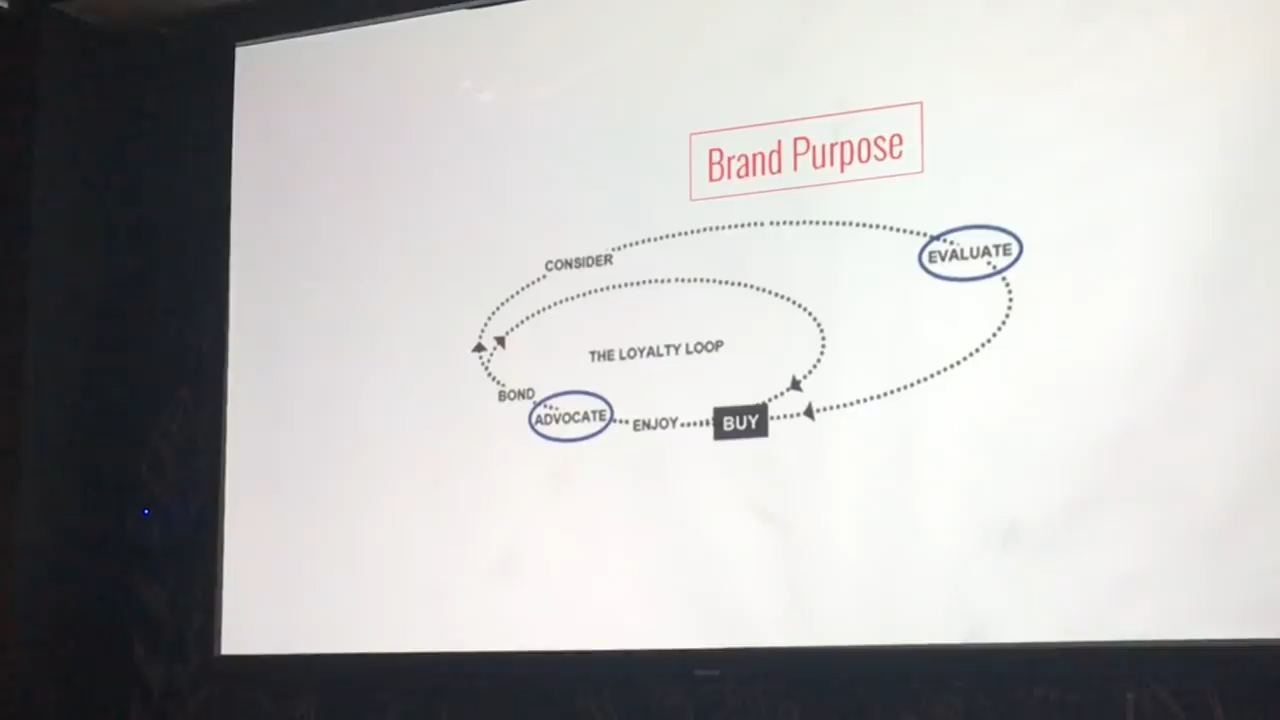 Brand Purpose
CONSIDER
EVALUATE
THE LOYALTY LOOP
BOND
ADVOCATE
ENJOY
BUY